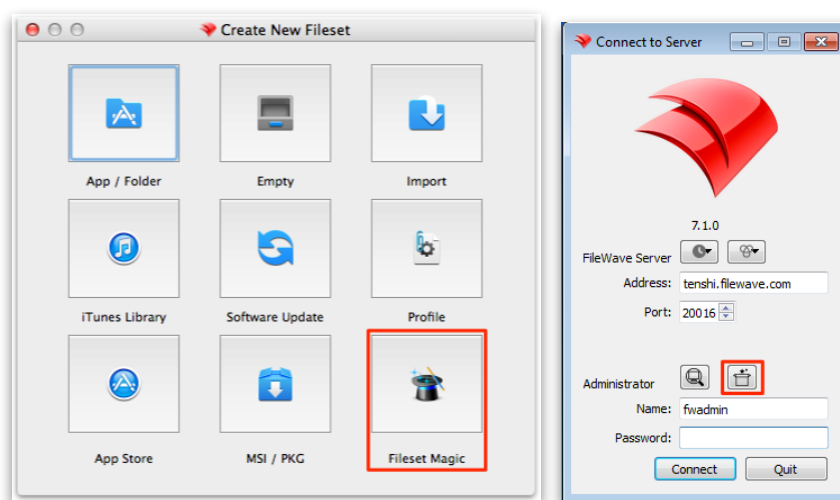 Create New Fileset
App / Folder
Empty
Import
iTunes Library
Software Update
Profile
App Store
MSI / PKG
Fileset Magic
Connect to Server
7.1.0
FileWave Server
Address: tenshi.filewave.com
Port: 20016
Administrator
Name: fwadmin
Password:
Connect
Quit